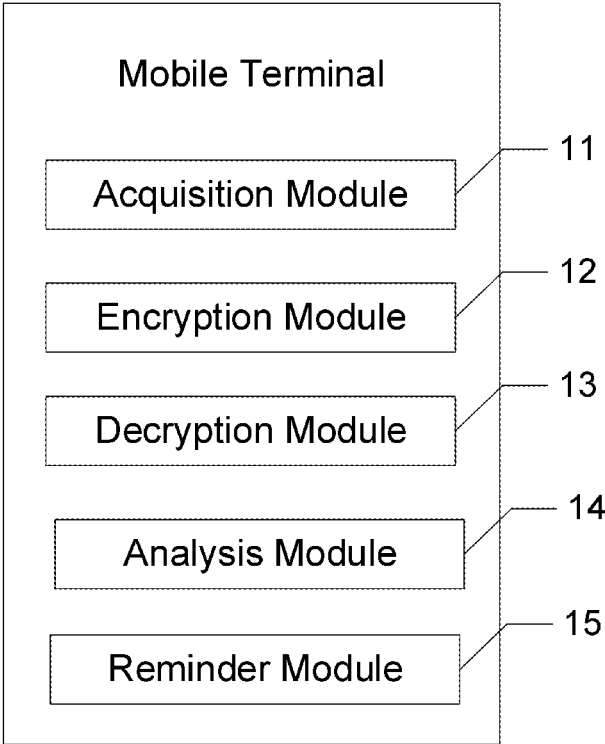 Mobile Terminal
Acquisition Module
11
Encryption Module
12
Decryption Module
13
Analysis Module
14
Reminder Module
15